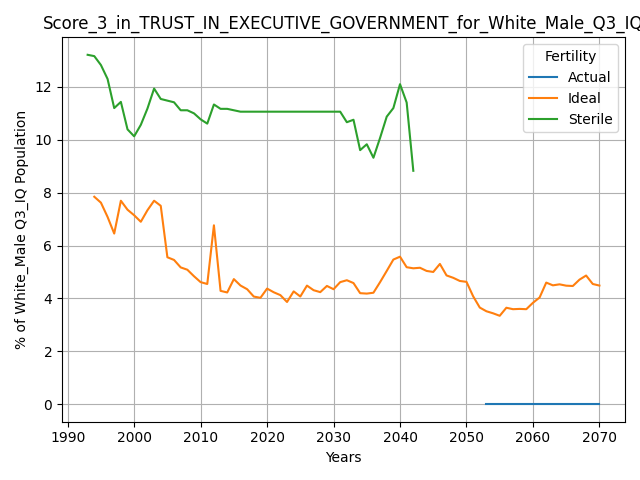 Score_3_in_TRUST_IN_EXECUTIVE_GOVERNMENT_for_White_Male_Q3_IQ
Fertility
Actual
Ideal
Sterile
% of White_Male Q3_IQ Population
12
10
8
6
4
2
0
1990 2000 2010 2020 2030 2040 2050 2060 2070
Years